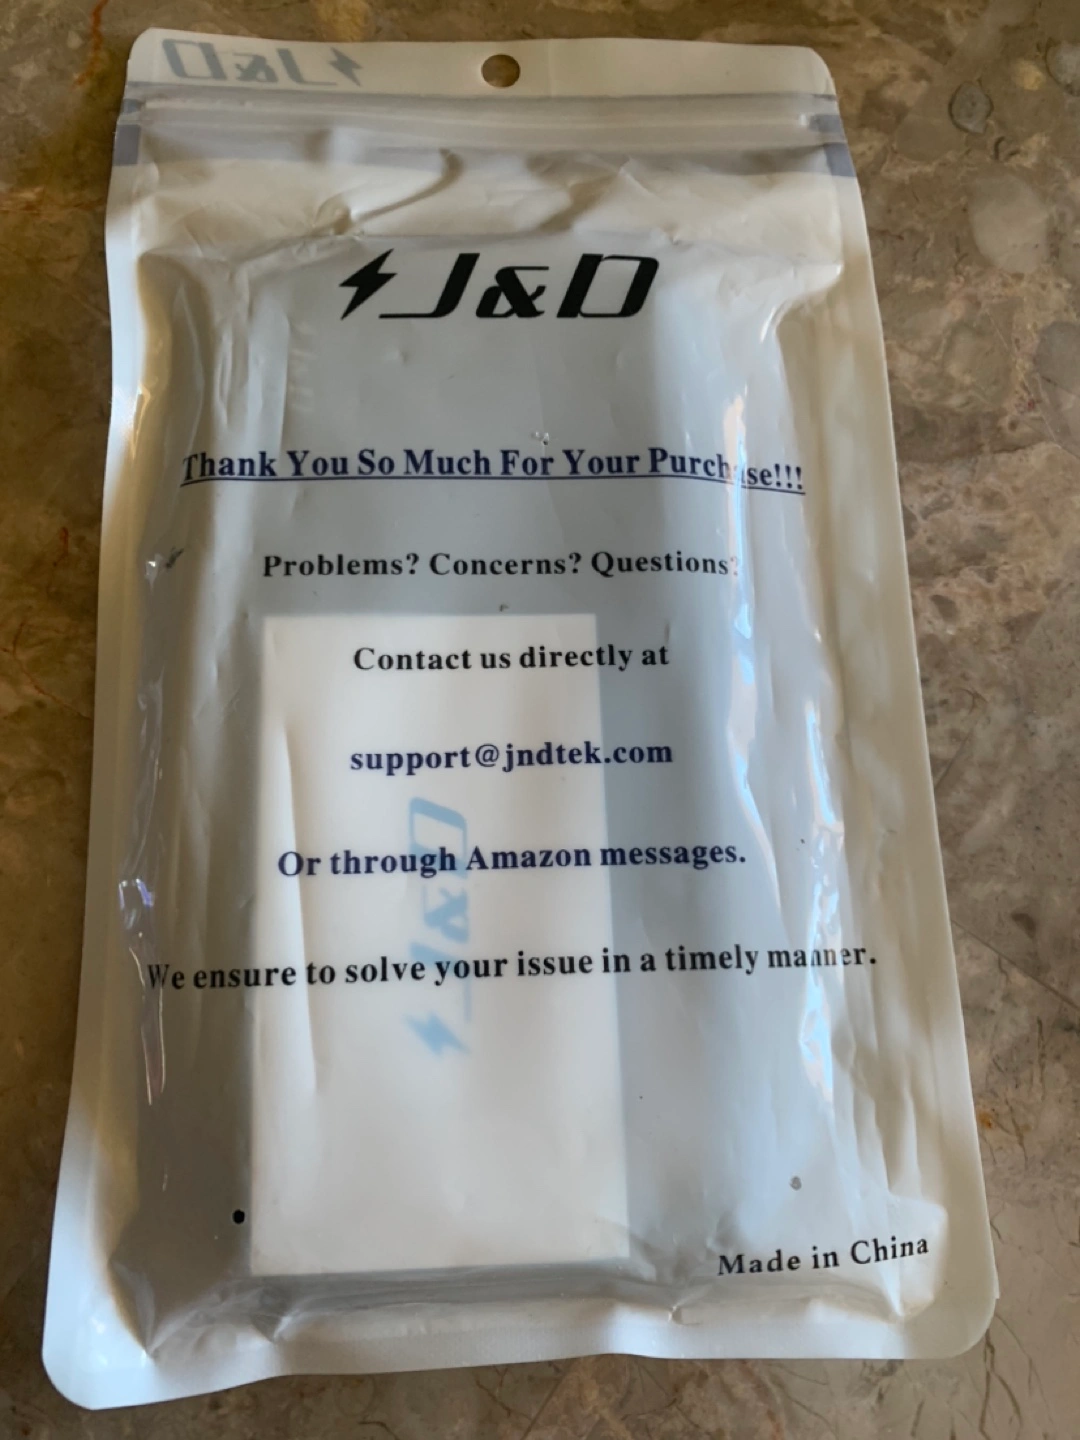 J&D
J&D
Thank You So Much For Your Purchase!!!
Problems? Concerns? Questions?
Contact us directly at
support@jndtek.com
Or through Amazon messages.
J&D
We ensure to solve your issue in a timely manner.
Made in China